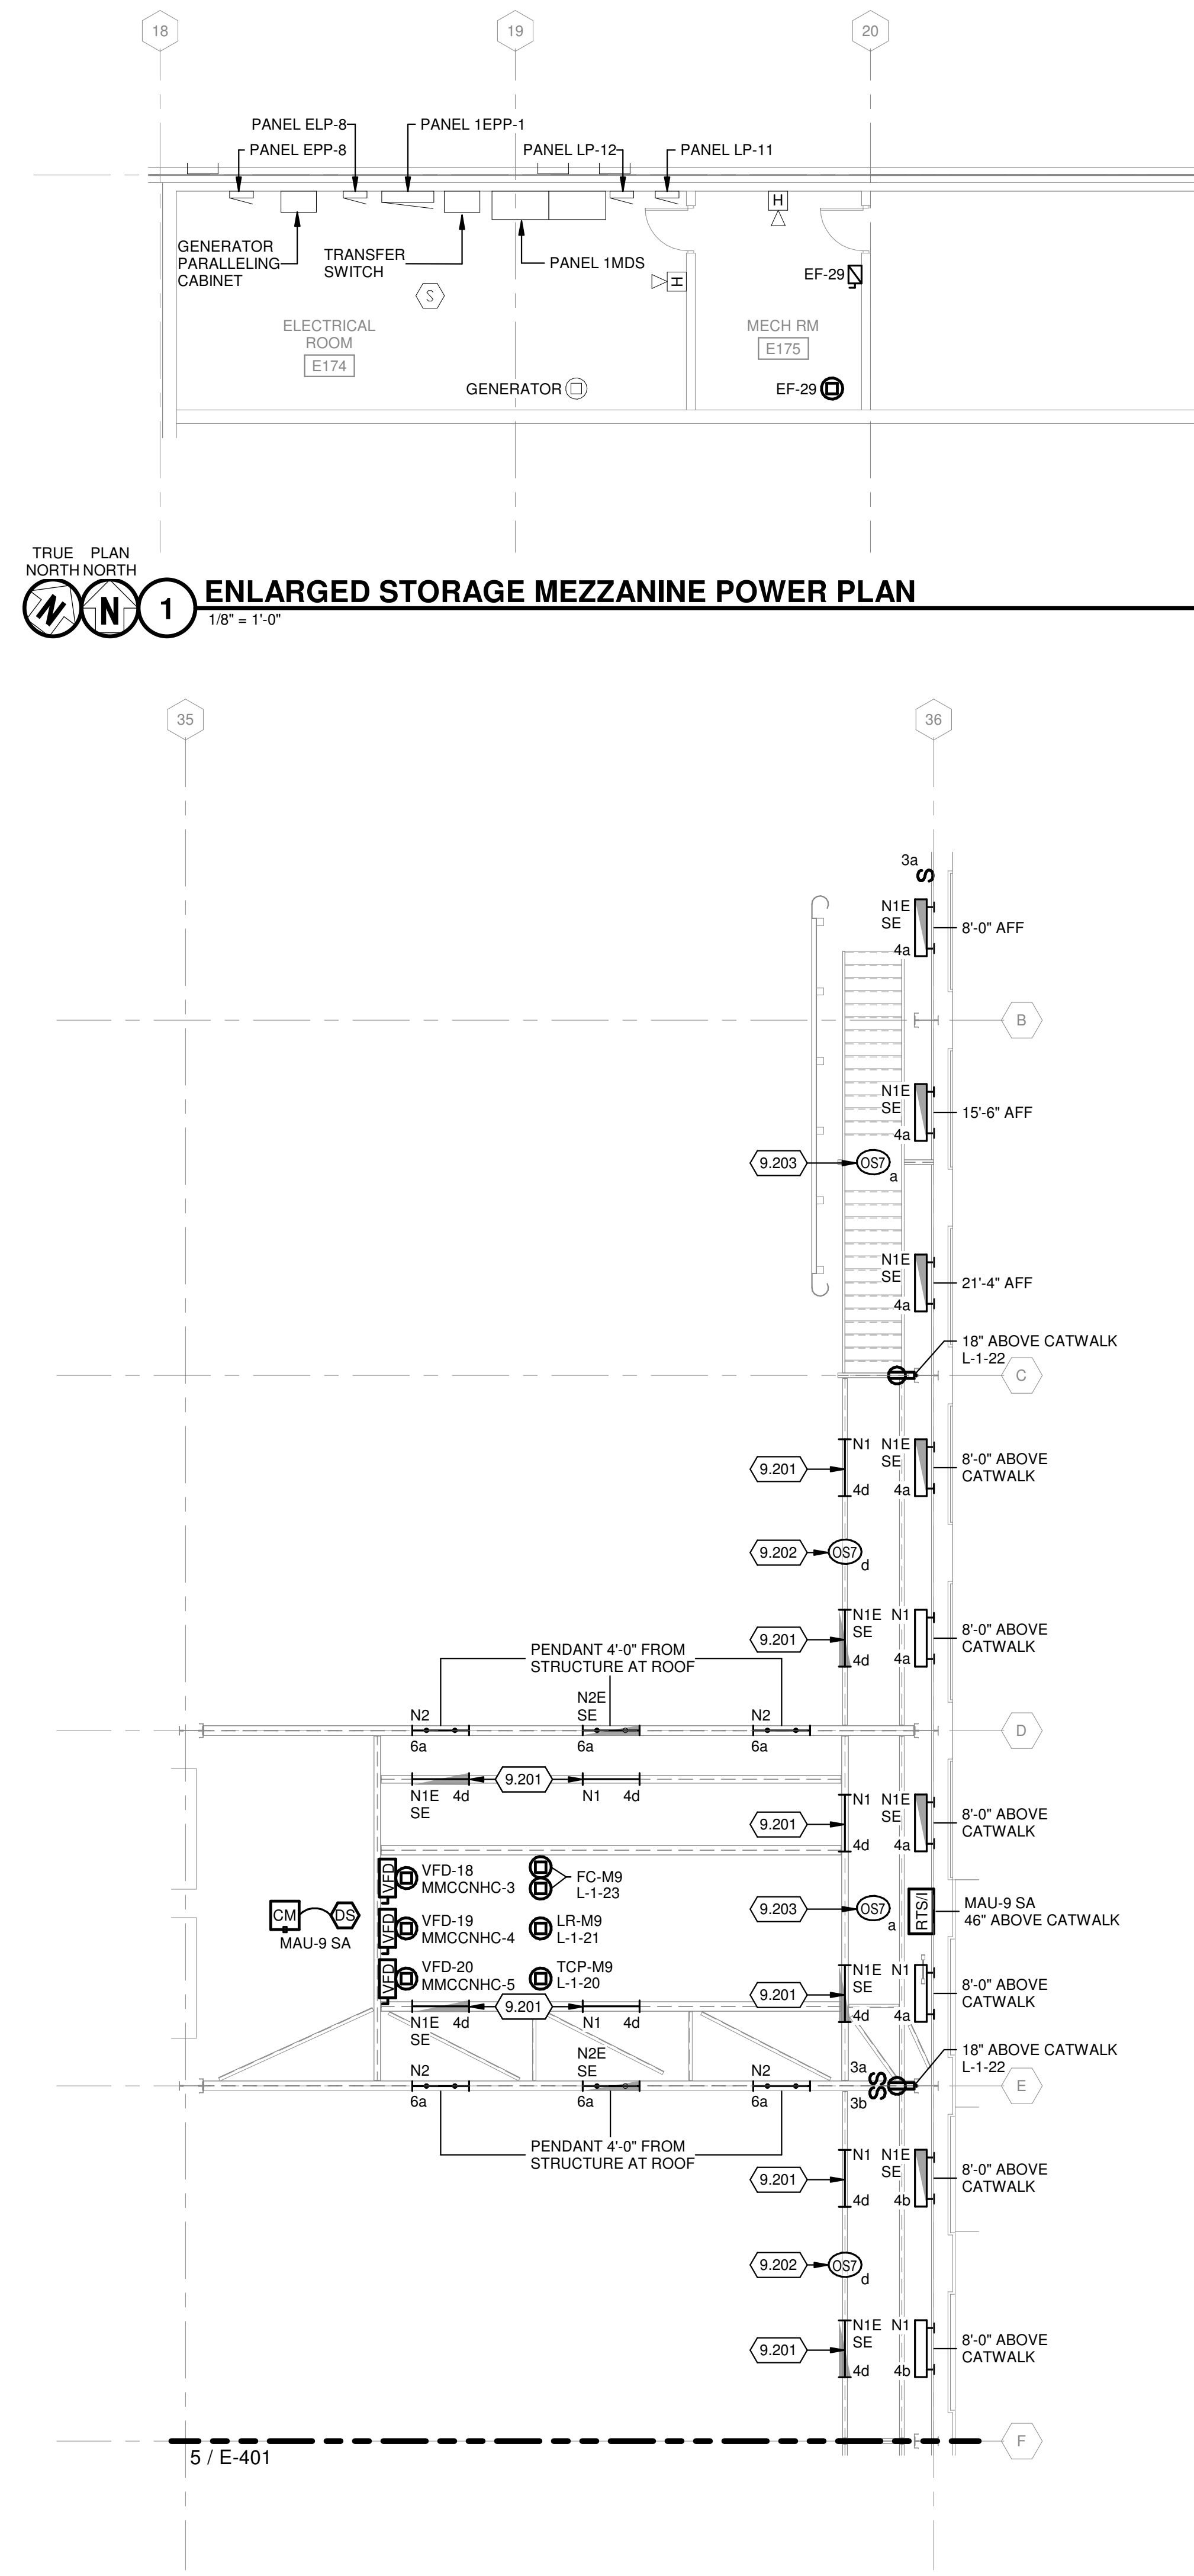 18
19
20
PANEL ELP-8
PANEL 1EPP-1
PANEL EPP-8
PANEL LP-12
PANEL LP-11
H
GENERATOR
PARALLELING
CABINET
TRANSFER
SWITCH
PANEL 1MDS
H
EF-29
S
ELECTRICAL
ROOM
E174
MECH RM
E175
GENERATOR
EF-29
TRUE
NORTH
PLAN
NORTH
N
N
1
ENLARGED STORAGE MEZZANINE POWER PLAN
1/8" = 1'-0"
35
36
3a
S
N1E
SE
4a
8'-0" AFF
B
N1E
SE
4a
15'-6" AFF
9.203
OS7
a
N1E
SE
4a
21'-4" AFF
18" ABOVE CATWALK
L-1-22
C
9.201
N1
4d
N1E
SE
4a
8'-0" ABOVE
CATWALK
9.202
OS7
d
9.201
N1E
SE
4d
N1
4a
8'-0" ABOVE
CATWALK
PENDANT 4'-0" FROM
STRUCTURE AT ROOF
N2
6a
N2E
SE
6a
N2
6a
D
9.201
N1E
SE
4d
N1
4d
9.201
N1
4d
N1E
SE
4a
8'-0" ABOVE
CATWALK
VFD
VFD-18
MMCCNHC-3
FC-M9
L-1-23
CM
DS
MAU-9 SA
VFD
VFD-19
MMCCNHC-4
LR-M9
L-1-21
9.203
OS7
a
RTS/I
MAU-9 SA
46" ABOVE CATWALK
VFD
VFD-20
MMCCNHC-5
TCP-M9
L-1-20
9.201
N1E
SE
4d
N1
4a
8'-0" ABOVE
CATWALK
9.201
N1E
SE
4d
N1
4d
N2
6a
N2E
SE
6a
N2
6a
3a
SS
3b
18" ABOVE CATWALK
L-1-22
E
PENDANT 4'-0" FROM
STRUCTURE AT ROOF
9.201
N1
4d
N1E
SE
4b
8'-0" ABOVE
CATWALK
9.202
OS7
d
9.201
N1E
SE
4d
N1
4b
8'-0" ABOVE
CATWALK
F
5 / E-401